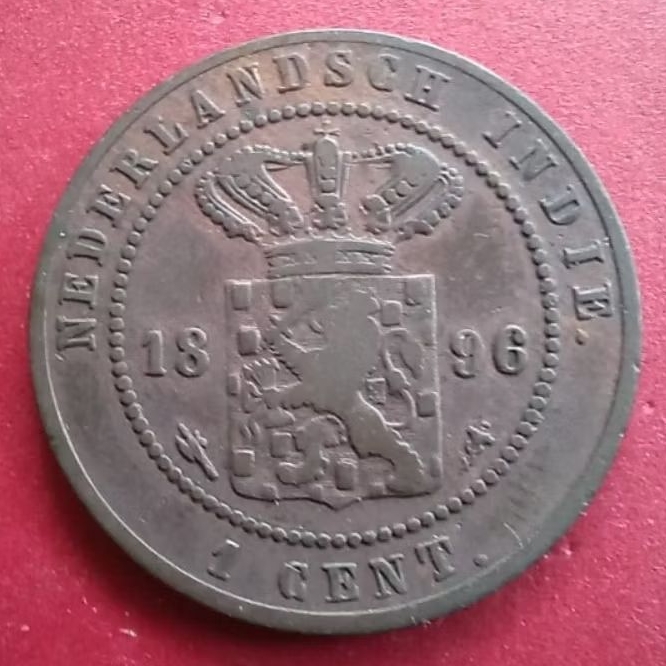 NEDERLANDSCH INDIE.
18 96
1 CENT.